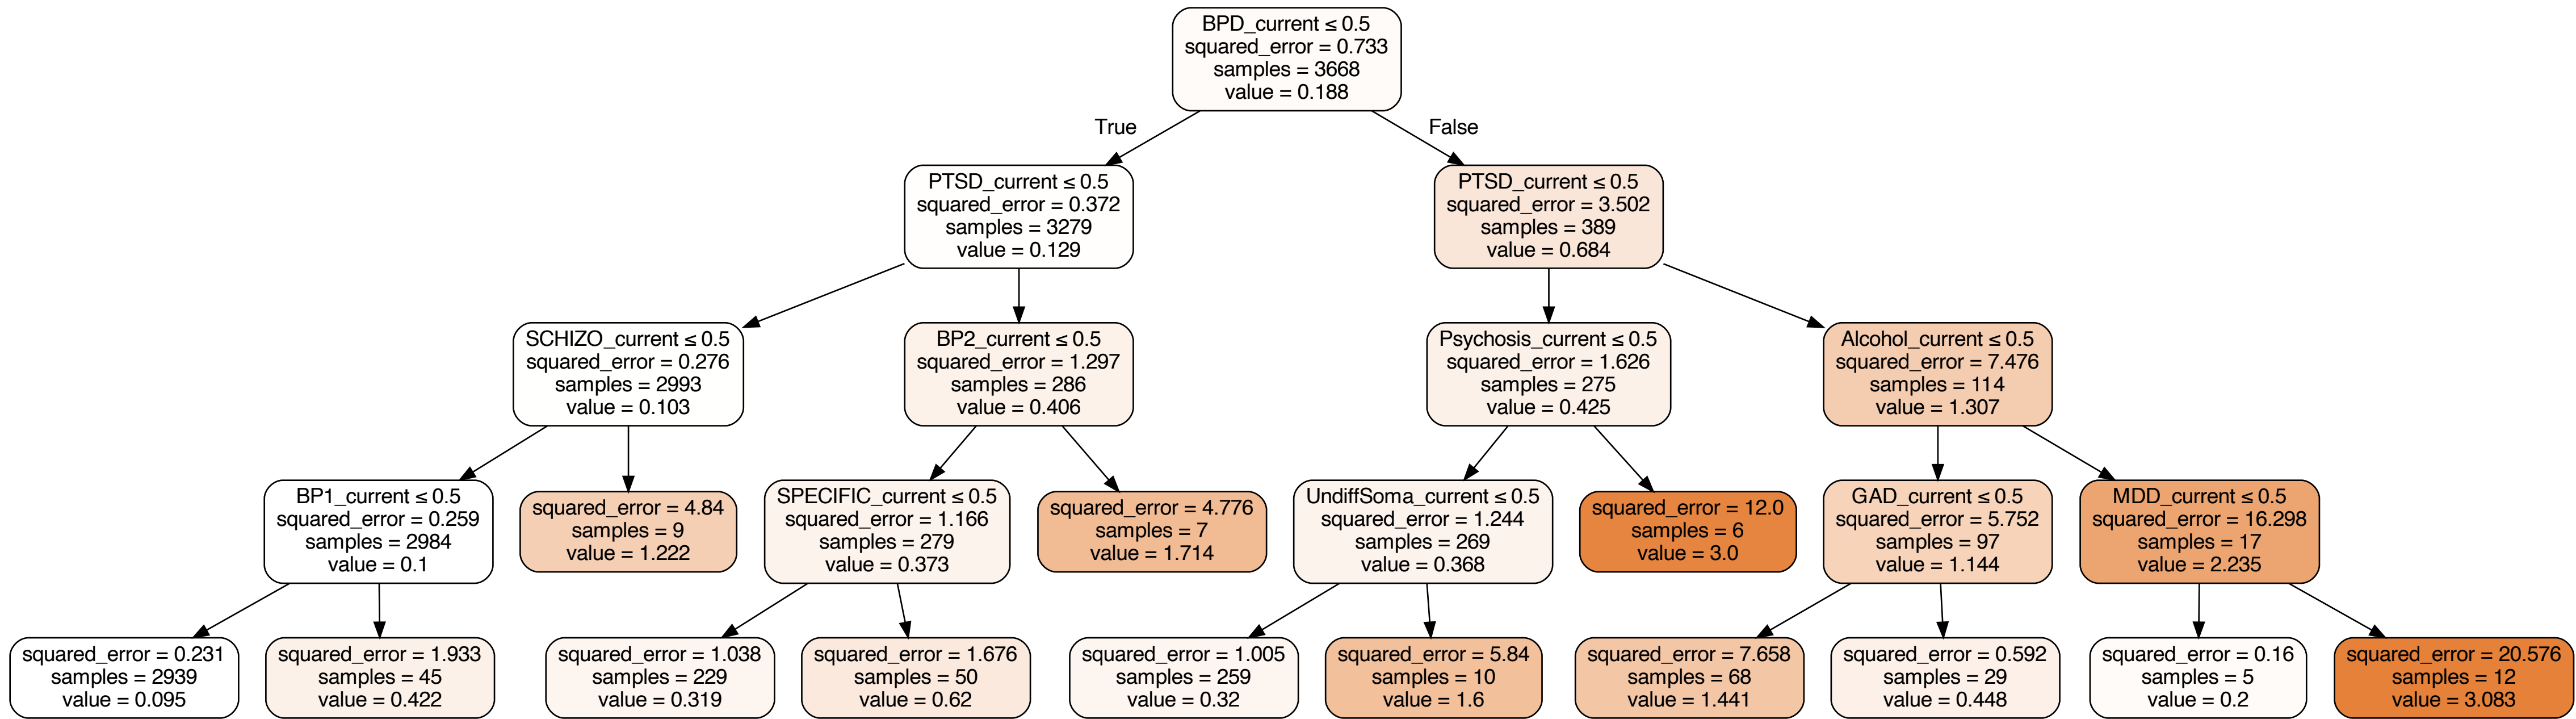 BPD_current ≤ 0.5
squared_error = 0.733
samples = 3668
value = 0.188
True
False
PTSD_current ≤ 0.5
squared_error = 0.372
samples = 3279
value = 0.129
PTSD_current ≤ 0.5
squared_error = 3.502
samples = 389
value = 0.684
SCHIZO_current ≤ 0.5
squared_error = 0.276
samples = 2993
value = 0.103
BP2_current ≤ 0.5
squared_error = 1.297
samples = 286
value = 0.406
Psychosis_current ≤ 0.5
squared_error = 1.626
samples = 275
value = 0.425
Alcohol_current ≤ 0.5
squared_error = 7.476
samples = 114
value = 1.307
BP1_current ≤ 0.5
squared_error = 0.259
samples = 2984
value = 0.1
squared_error = 4.84
samples = 9
value = 1.222
SPECIFIC_current ≤ 0.5
squared_error = 1.166
samples = 279
value = 0.373
squared_error = 4.776
samples = 7
value = 1.714
UndiffSoma_current ≤ 0.5
squared_error = 1.244
samples = 269
value = 0.368
squared_error = 12.0
samples = 6
value = 3.0
GAD_current ≤ 0.5
squared_error = 5.752
samples = 97
value = 1.144
MDD_current ≤ 0.5
squared_error = 16.298
samples = 17
value = 2.235
squared_error = 0.231
samples = 2939
value = 0.095
squared_error = 1.933
samples = 45
value = 0.422
squared_error = 1.038
samples = 229
value = 0.319
squared_error = 1.676
samples = 50
value = 0.62
squared_error = 1.005
samples = 259
value = 0.32
squared_error = 5.84
samples = 10
value = 1.6
squared_error = 7.658
samples = 68
value = 1.441
squared_error = 0.592
samples = 29
value = 0.448
squared_error = 0.16
samples = 5
value = 0.2
squared_error = 20.576
samples = 12
value = 3.083